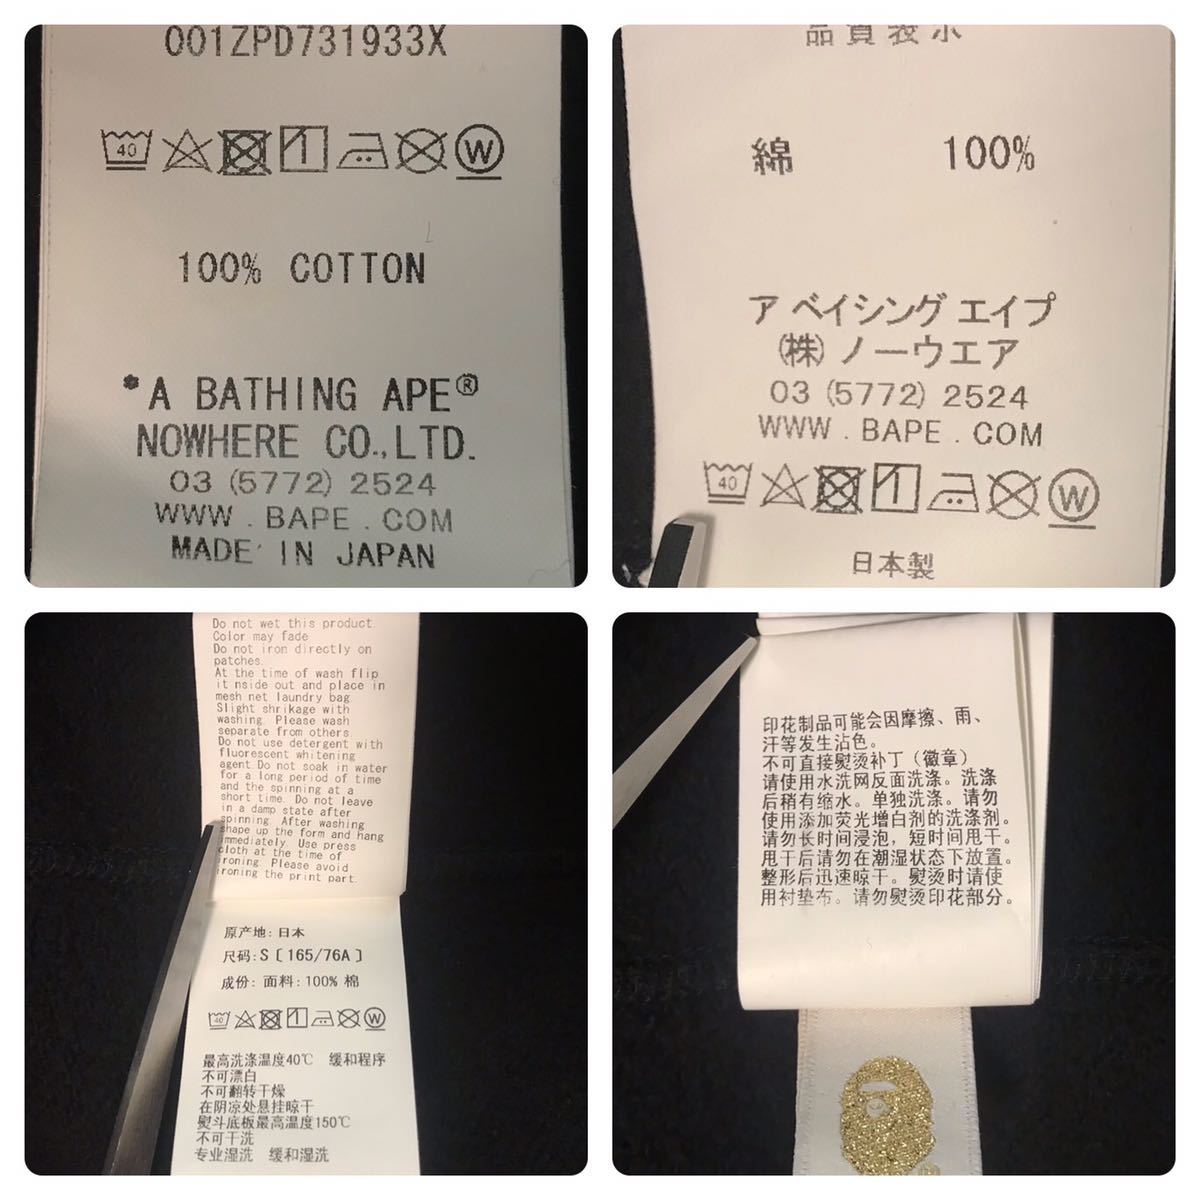 001ZPD731933X
40
W
100% COTTON
*A BATHING APE®
NOWHERE CO.,LTD.
03 (5772) 2524
WWW . BAPE . COM
MADE IN JAPAN
品質表示
綿 100%
ア ベイシング エイプ
(株) ノーウエア
03 (5772) 2524
WWW . BAPE . COM
40
W
日本製
Do not wet this product.
Color may fade
Do not iron directly on
patches.
At the time of wash flip
it nside out and place in
mesh net laundry bag
Slight shrikage with
washing. Please wash
separate from others.
Do not use detergent with
fluorescent whitening
agent.Do not soak in water
for a long period of time
and the spinning at a
short time. Do not leave
in a damp state after
spinning. After washing
shape up the form and hang
immediately. Use press
cloth at the time of
ironing. Please avoid
ironing the print part.
原产地: 日本
尺码: S [165/76A]
成份: 面料: 100% 棉
40
W
最高洗涤温度40℃ 缓和程序
不可漂白
不可翻转干燥
在阴凉处悬挂晾干
熨斗底板最高温度150℃
不可干洗
专业湿洗 缓和湿洗
印花制品可能会因摩擦、雨、
汗等发生沾色。
不可直接熨烫补丁（徽章）
请使用水洗网反面洗涤。洗涤
后稍有缩水。单独洗涤。请勿
使用添加荧光增白剂的洗涤剂。
请勿长时间浸泡，短时间甩干。
甩干后请勿在潮湿状态下放置。
整形后迅速晾干。熨烫时请使
用衬垫布。请勿熨烫印花部分。
®